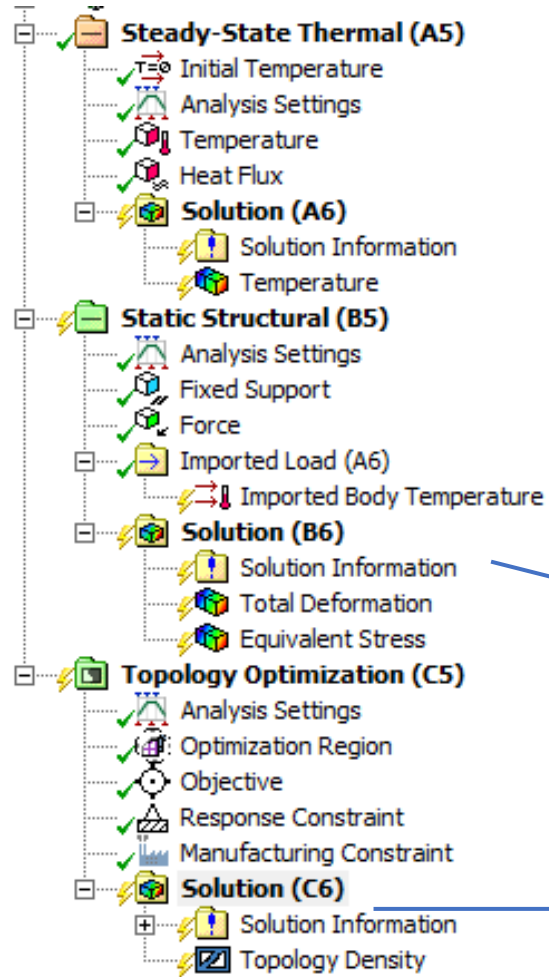 Steady-State Thermal (A5)
T=0 Initial Temperature
Analysis Settings
Temperature
Heat Flux
Solution (A6)
Solution Information
Temperature
Static Structural (B5)
Analysis Settings
Fixed Support
Force
Imported Load (A6)
Imported Body Temperature
Solution (B6)
Solution Information
Total Deformation
Equivalent Stress
Topology Optimization (C5)
Analysis Settings
Optimization Region
Objective
Response Constraint
Manufacturing Constraint
Solution (C6)
Solution Information
Topology Density